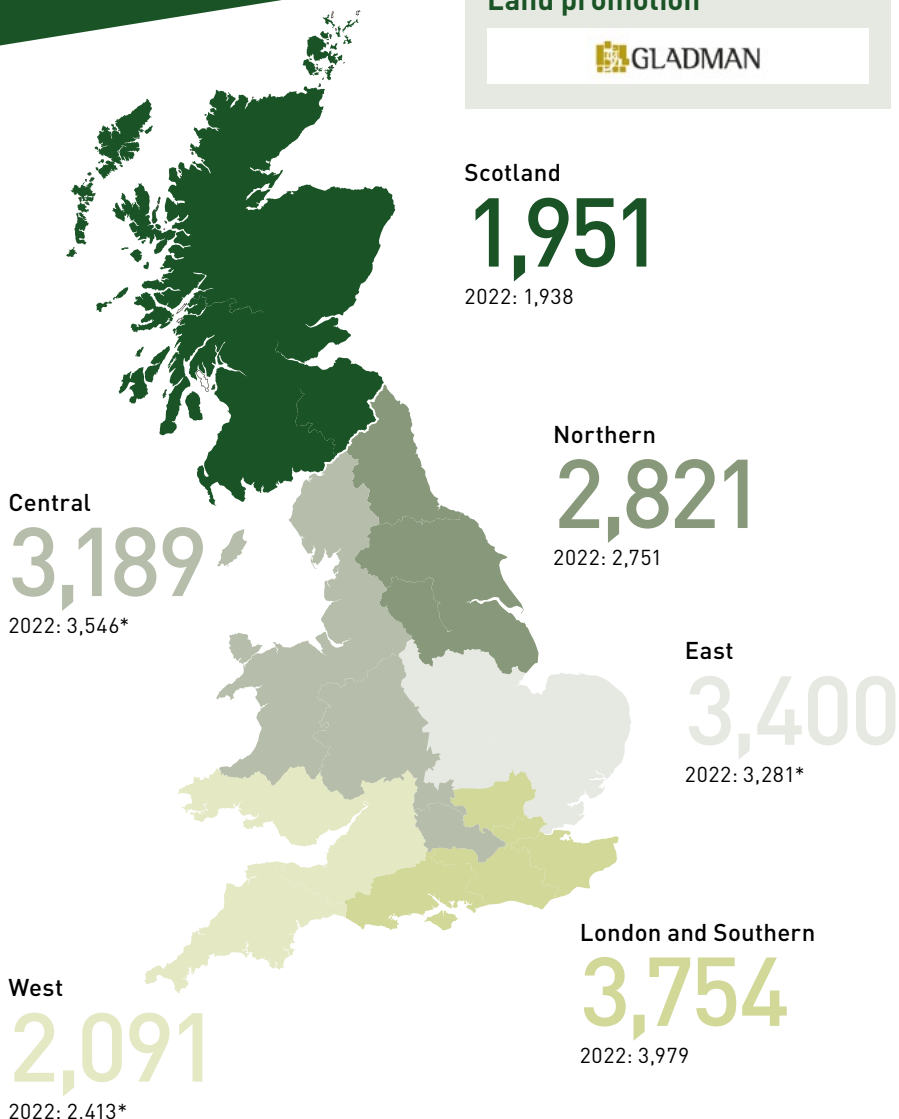 Land promotion
GLADMAN
Scotland
1,951
2022: 1,938
Northern
2,821
2022: 2,751
Central
3,189
2022: 3,546*
East
3,400
2022: 3,281*
London and Southern
3,754
2022: 3,979
West
2,091
2022: 2,413*